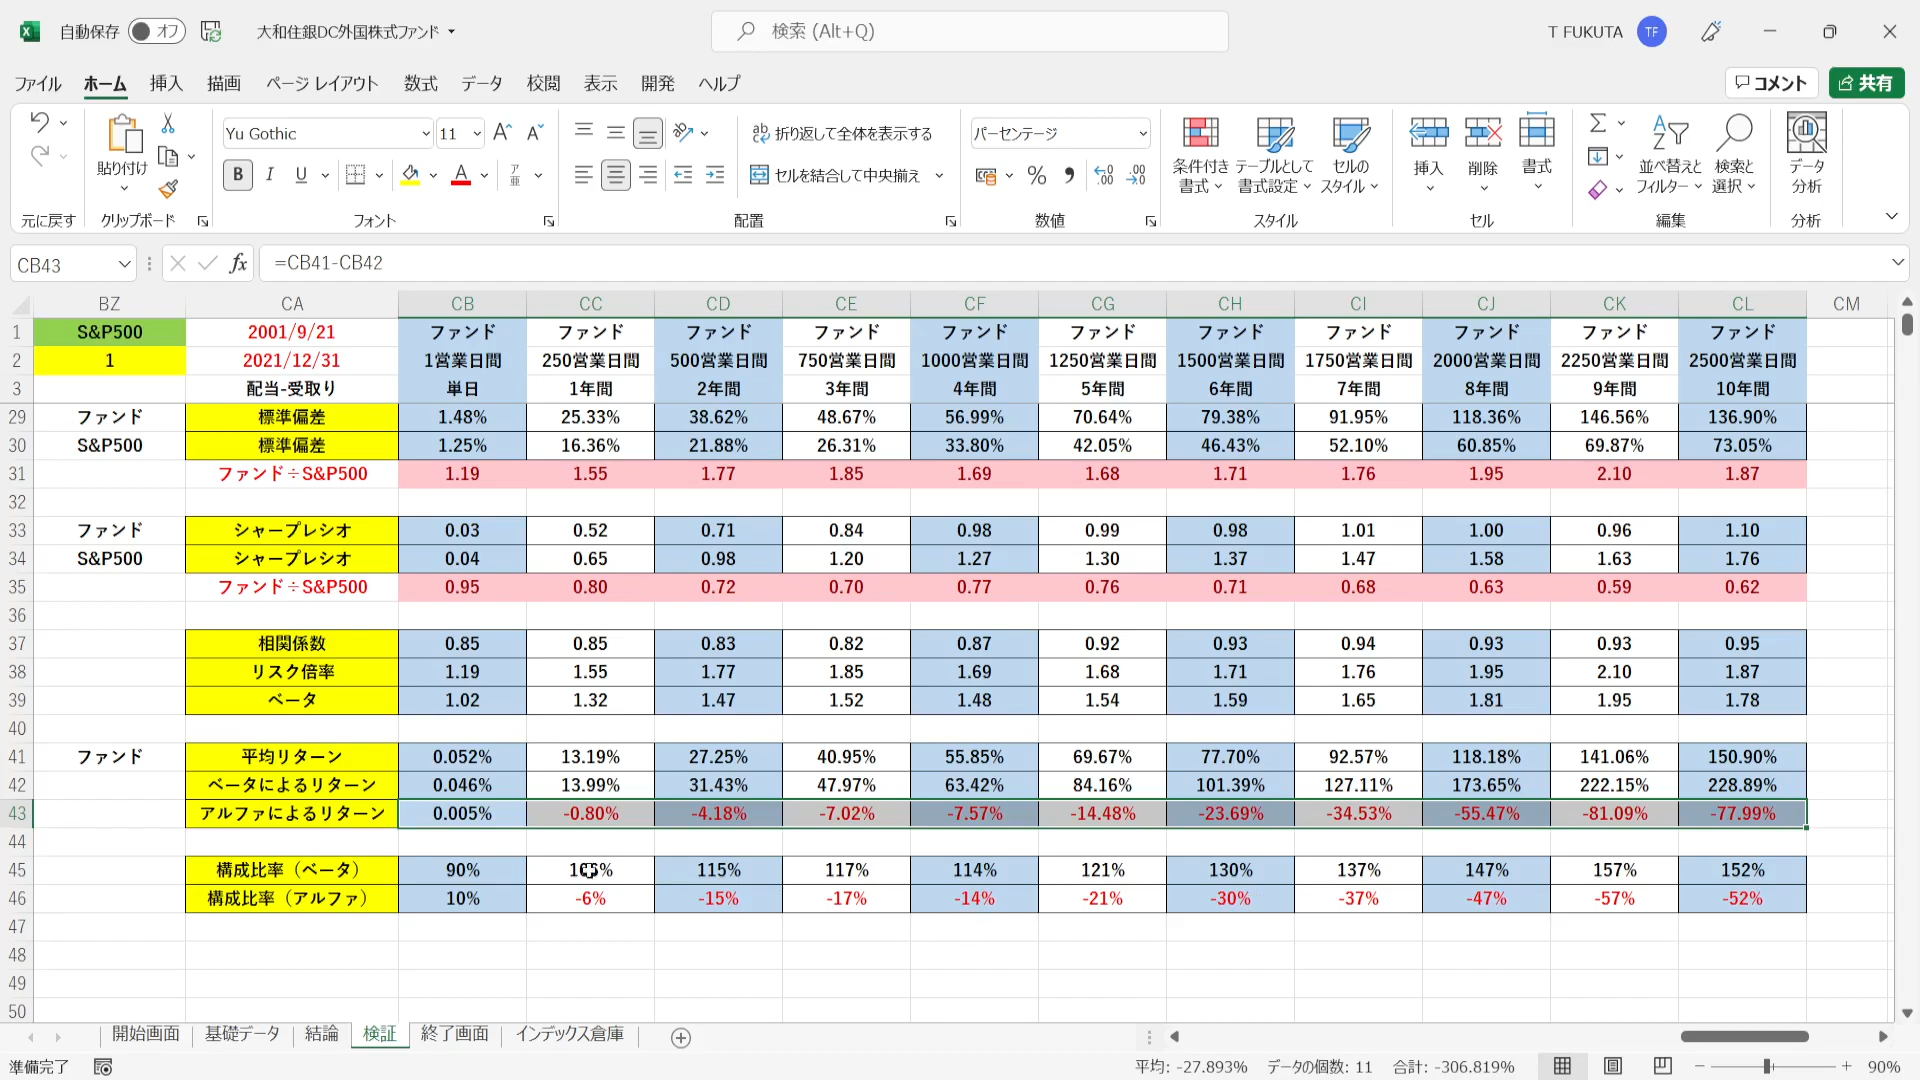 自動保存 オフ 大和住銀DC外国株式ファンド 検索 (Alt+Q) T FUKUTA TF
ファイル ホーム 挿入 描画 ページ レイアウト 数式 データ 校閲 表示 開発 ヘルプ コメント 共有
Yu Gothic 11 折り返して全体を表示する パーセンテージ
貼り付け B I U A セルを結合して中央揃え 条件付き書式 テーブルとして書式設定 セルのスタイル 挿入 削除 書式 並べ替えとフィルター 検索と選択 データ分析
元に戻す クリップボード フォント 配置 数値 スタイル セル 編集 分析
CB43 fx =CB41-CB42
BZ CA CB CC CD CE CF CG CH CI CJ CK CL CM
1 S&P500 2001/9/21 ファンド ファンド ファンド ファンド ファンド ファンド ファンド ファンド ファンド ファンド ファンド
2 1 2021/12/31 1営業日間 250営業日間 500営業日間 750営業日間 1000営業日間 1250営業日間 1500営業日間 1750営業日間 2000営業日間 2250営業日間 2500営業日間
3 配当-受取り 単日 1年間 2年間 3年間 4年間 5年間 6年間 7年間 8年間 9年間 10年間
29 ファンド 標準偏差 1.48% 25.33% 38.62% 48.67% 56.99% 70.64% 79.38% 91.95% 118.36% 146.56% 136.90%
30 S&P500 標準偏差 1.25% 16.36% 21.88% 26.31% 33.80% 42.05% 46.43% 52.10% 60.85% 69.87% 73.05%
31 ファンド÷S&P500 1.19 1.55 1.77 1.85 1.69 1.68 1.71 1.76 1.95 2.10 1.87
32
33 ファンド シャープレシオ 0.03 0.52 0.71 0.84 0.98 0.99 0.98 1.01 1.00 0.96 1.10
34 S&P500 シャープレシオ 0.04 0.65 0.98 1.20 1.27 1.30 1.37 1.47 1.58 1.63 1.76
35 ファンド÷S&P500 0.95 0.80 0.72 0.70 0.77 0.76 0.71 0.68 0.63 0.59 0.62
36
37 相関係数 0.85 0.85 0.83 0.82 0.87 0.92 0.93 0.94 0.93 0.93 0.95
38 リスク倍率 1.19 1.55 1.77 1.85 1.69 1.68 1.71 1.76 1.95 2.10 1.87
39 ベータ 1.02 1.32 1.47 1.52 1.48 1.54 1.59 1.65 1.81 1.95 1.78
40
41 ファンド 平均リターン 0.052% 13.19% 27.25% 40.95% 55.85% 69.67% 77.70% 92.57% 118.18% 141.06% 150.90%
42 ベータによるリターン 0.046% 13.99% 31.43% 47.97% 63.42% 84.16% 101.39% 127.11% 173.65% 222.15% 228.89%
43 アルファによるリターン 0.005% -0.80% -4.18% -7.02% -7.57% -14.48% -23.69% -34.53% -55.47% -81.09% -77.99%
44
45 構成比率（ベータ） 90% 115% 117% 114% 121% 130% 137% 147% 157% 152%
46 構成比率（アルファ） 10% -6% -15% -17% -14% -21% -30% -37% -47% -57% -52%
47
48
49
50
開始画面 基礎データ 結論 検証 終了画面 インデックス倉庫
準備完了 平均: -27.893% データの個数: 11 合計: -306.819% 90%